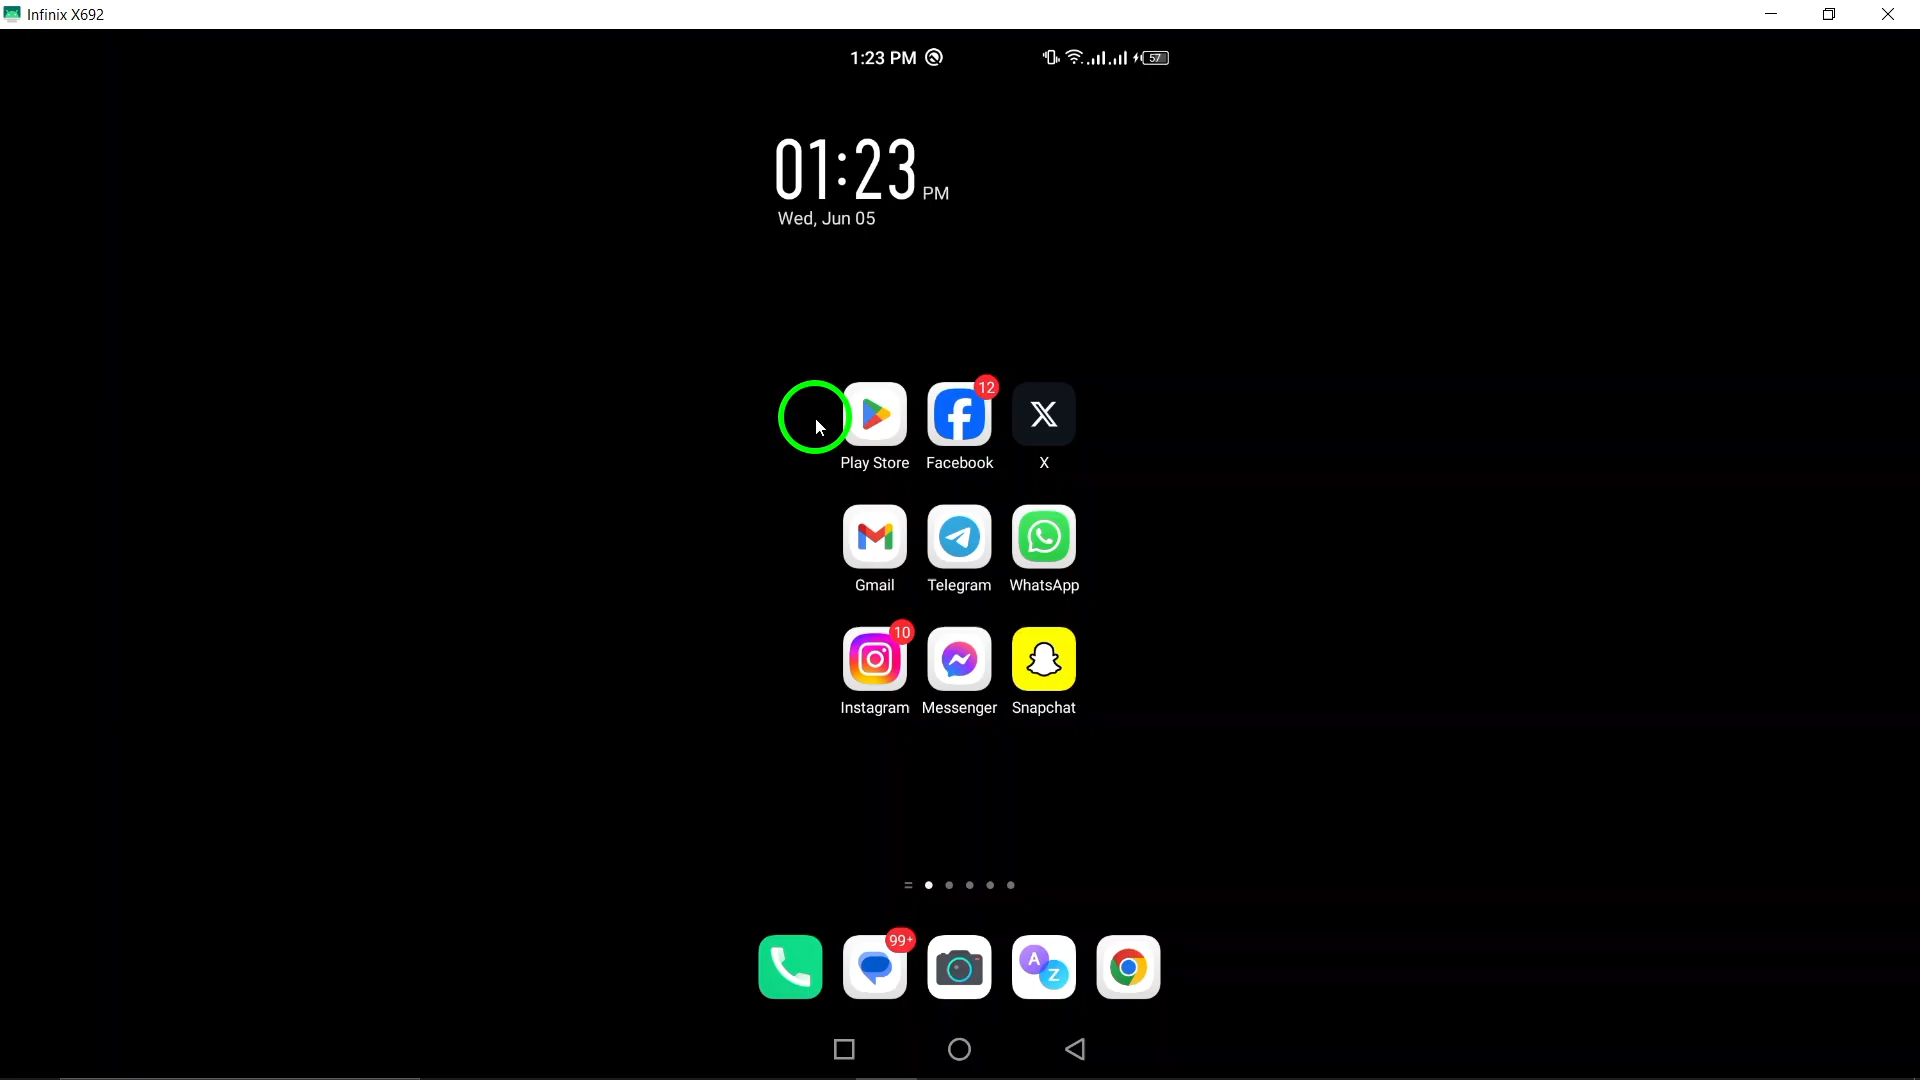 Infinix X692
1:23 PM
57
01:23 PM
Wed, Jun 05
12
Play Store Facebook X
Gmail Telegram WhatsApp
10
Instagram Messenger Snapchat
99+
A
Z